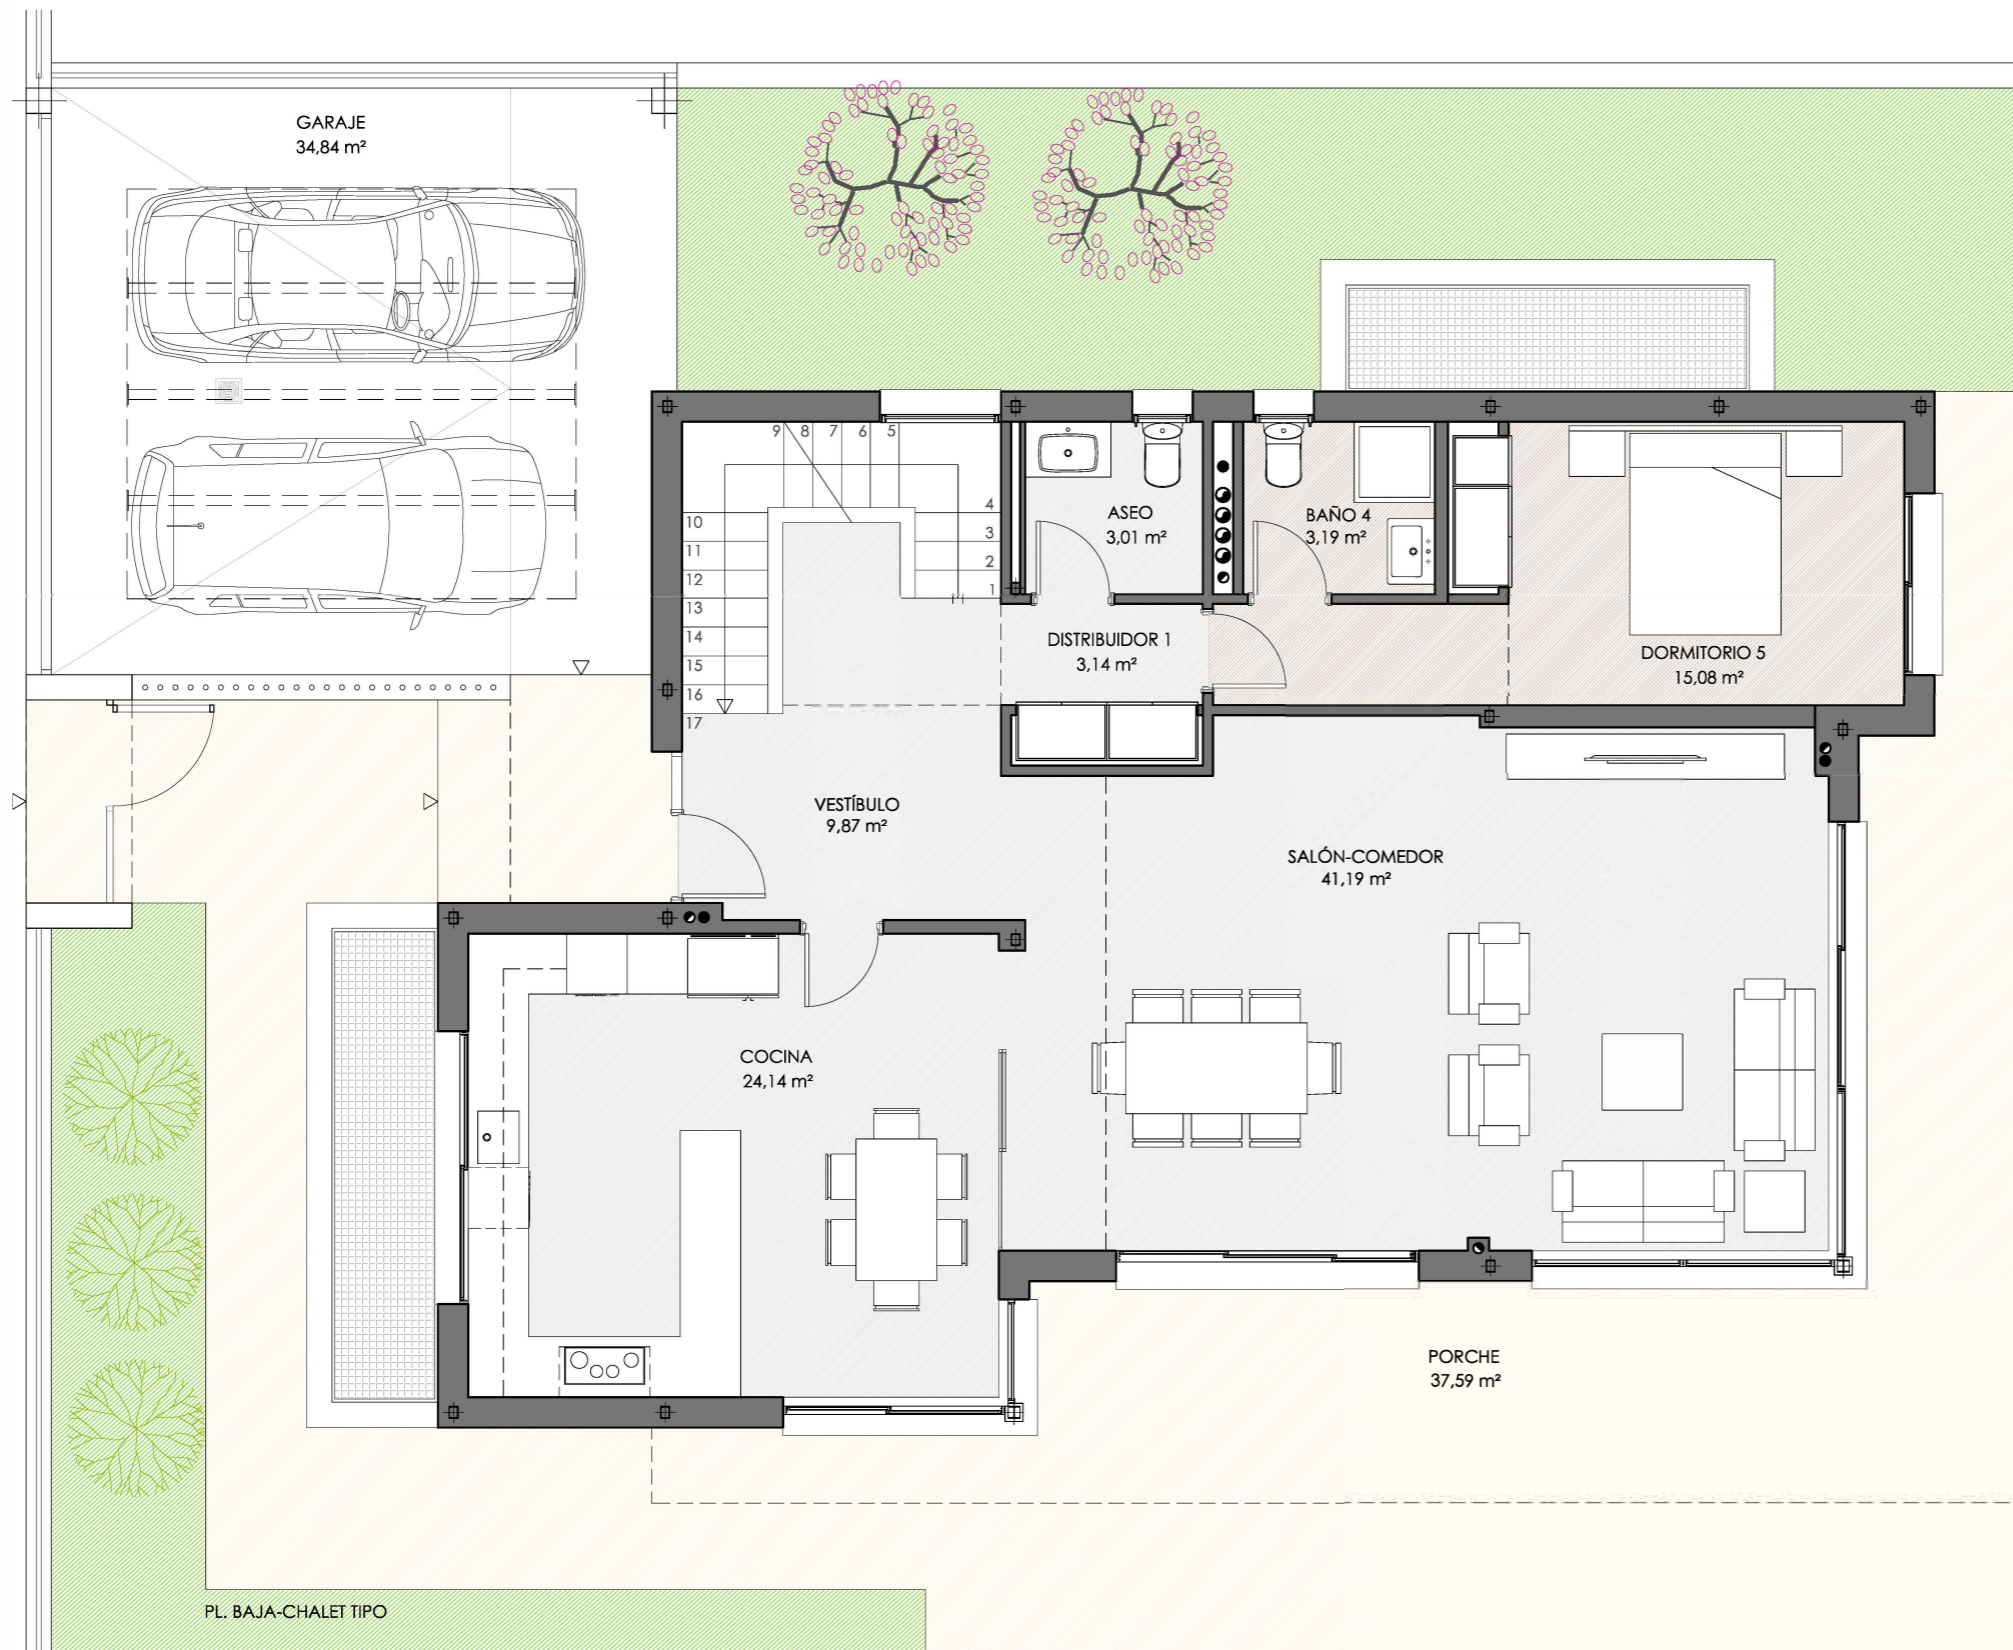 GARAJE
34,84 m²
9 8 7 6 5
4
3
2
1
10
11
12
13
14
15
16
17
ASEO
3,01 m²
BAÑO 4
3,19 m²
DISTRIBUIDOR 1
3,14 m²
DORMITORIO 5
15,08 m²
VESTÍBULO
9,87 m²
SALÓN-COMEDOR
41,19 m²
COCINA
24,14 m²
PORCHE
37,59 m²
PL. BAJA-CHALET TIPO